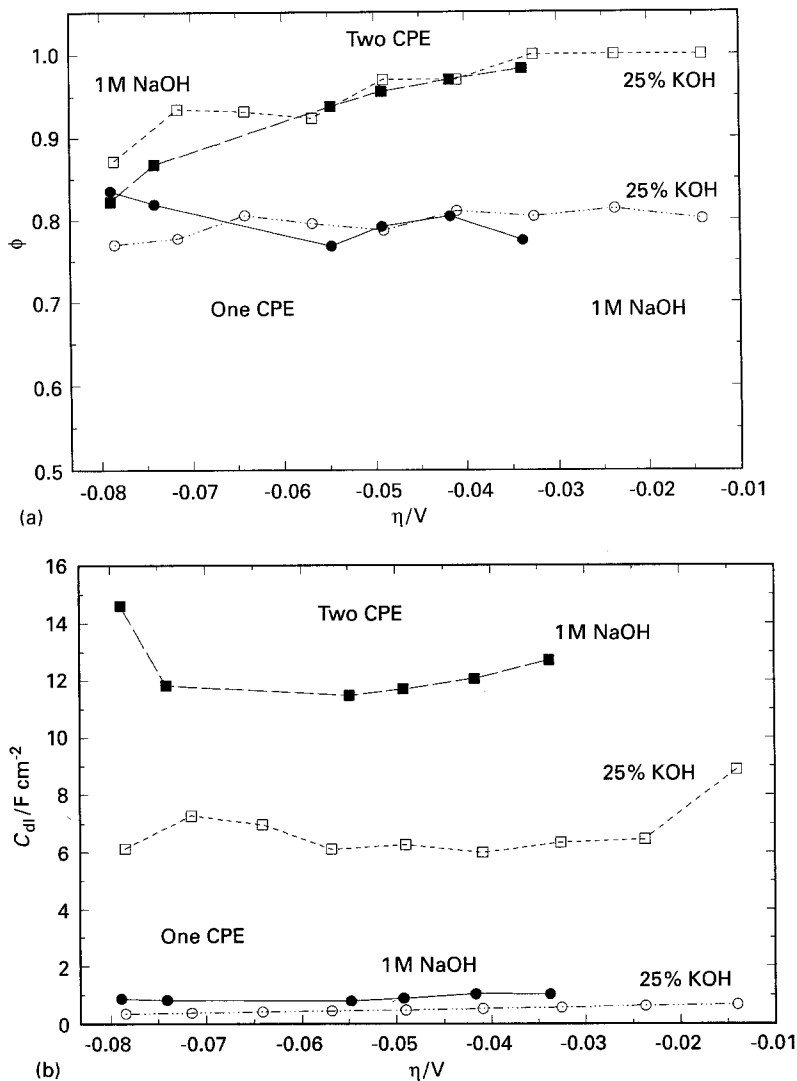 Two CPE
1.0
1M NaOH
25% KOH
0.9
25% KOH
0.8
ϕ
One CPE
1M NaOH
0.7
0.6
0.5
-0.08 -0.07 -0.06 -0.05 -0.04 -0.03 -0.02 -0.01
(a)
η/V
16
Two CPE
14
1M NaOH
12
10
C_dl/F cm⁻²
25% KOH
8
6
4
One CPE
1M NaOH
25% KOH
2
0
-0.08 -0.07 -0.06 -0.05 -0.04 -0.03 -0.02 -0.01
(b)
η/V